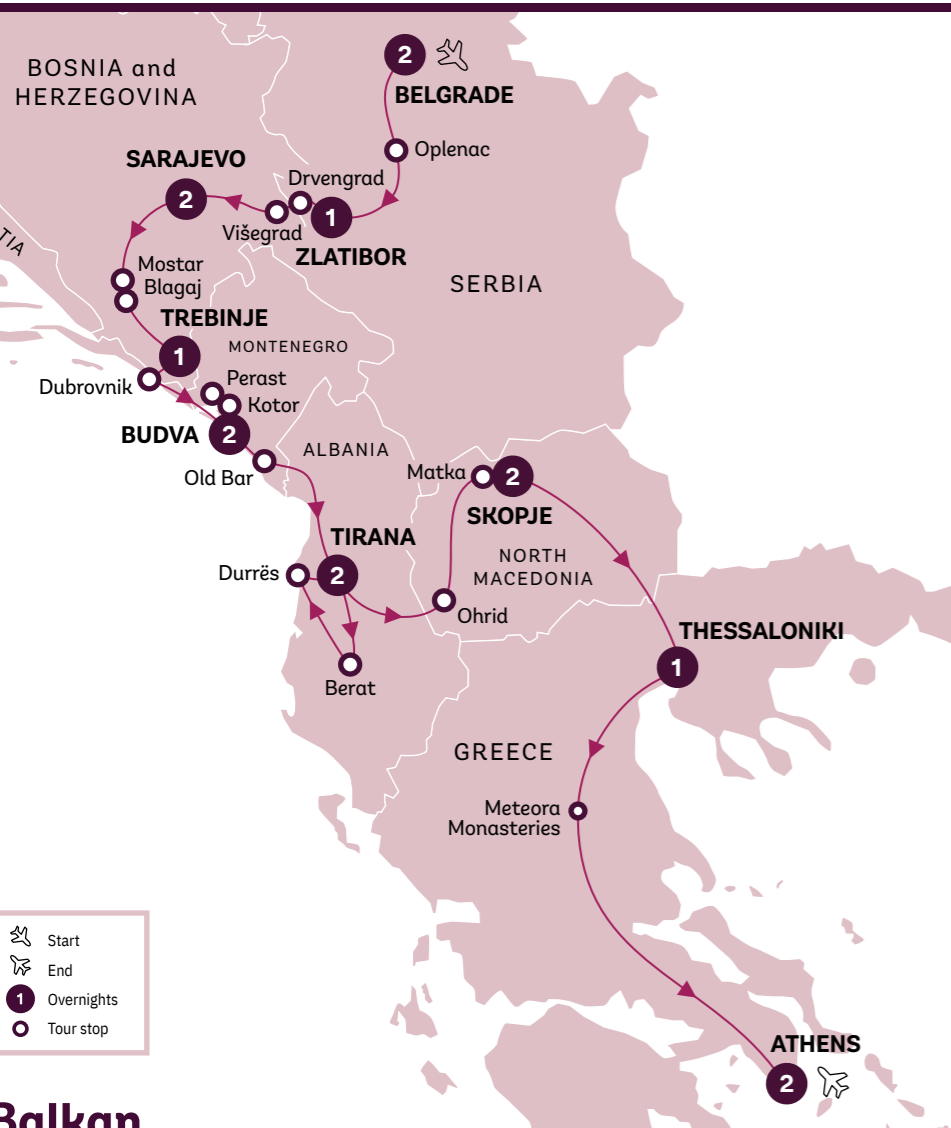 2
BELGRADE
BOSNIA and
HERZEGOVINA
Oplenac
SARAJEVO
2
Drvengrad
1
Višegrad
ZLATIBOR
TIA
SERBIA
Mostar
Blagaj
TREBINJE
1
MONTENEGRO
Dubrovnik
Perast
Kotor
BUDVA
2
Old Bar
ALBANIA
Matka
2
SKOPJE
TIRANA
2
Durrës
NORTH
MACEDONIA
Ohrid
Berat
THESSALONIKI
1
GREECE
Meteora
Monasteries
ATHENS
2
Start
End
1 Overnights
Tour stop
Balkan